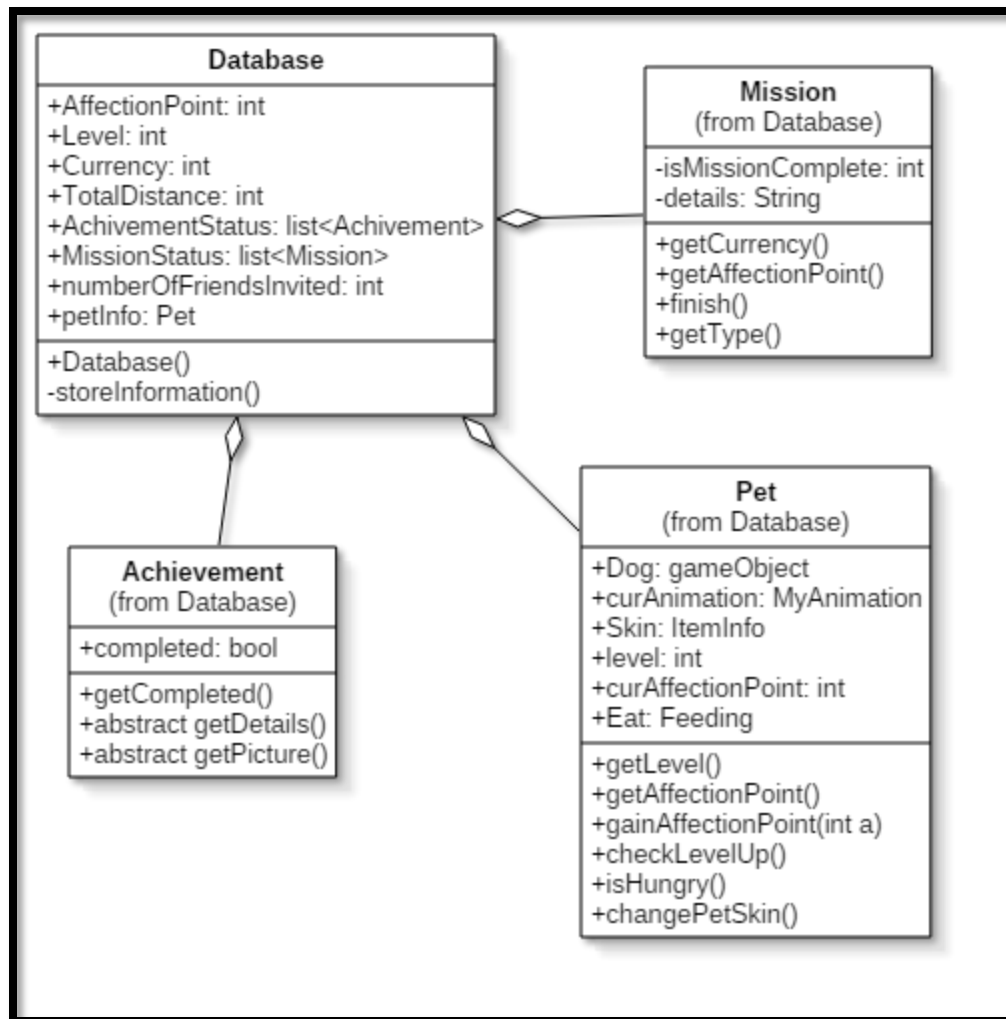 Database
+AffectionPoint: int
+Level: int
+Currency: int
+TotalDistance: int
+AchivementStatus: list<Achivement>
+MissionStatus: list<Mission>
+numberOfFriendsInvited: int
+petInfo: Pet
+Database()
-storeInformation()
Mission
(from Database)
-isMissionComplete: int
-details: String
+getCurrency()
+getAffectionPoint()
+finish()
+getType()
Achievement
(from Database)
+completed: bool
+getCompleted()
+abstract getDetails()
+abstract getPicture()
Pet
(from Database)
+Dog: gameObject
+curAnimation: MyAnimation
+Skin: ItemInfo
+level: int
+curAffectionPoint: int
+Eat: Feeding
+getLevel()
+getAffectionPoint()
+gainAffectionPoint(int a)
+checkLevelUp()
+isHungry()
+changePetSkin()